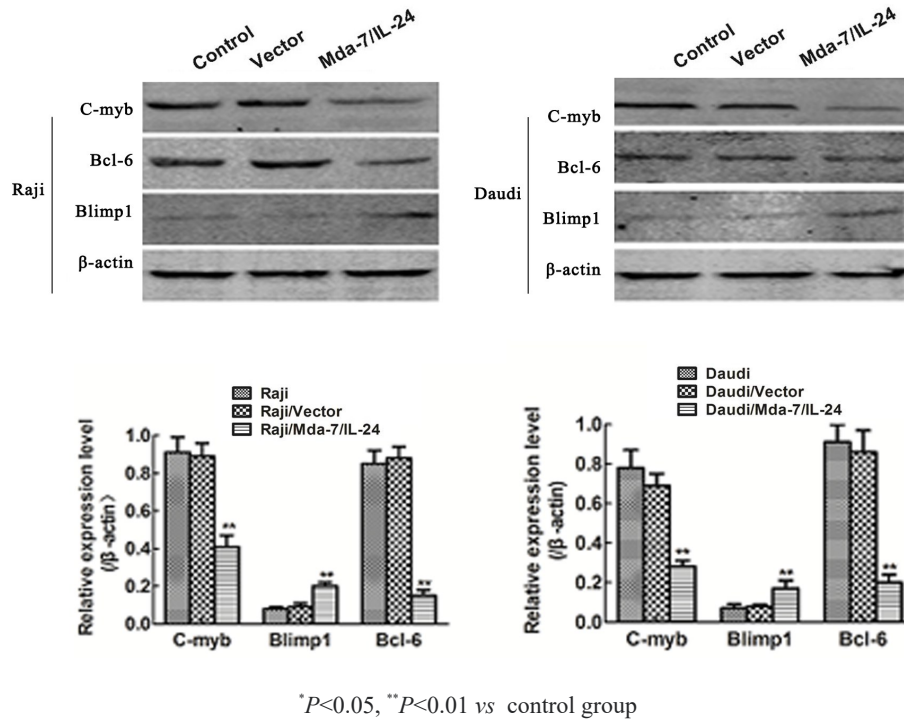 Control Vector Mda-7/IL-24
C-myb
Bcl-6
Raji
Blimp1
β-actin
Control Vector Mda-7/IL-24
C-myb
Bcl-6
Daudi
Blimp1
β-actin
Raji
Raji/Vector
Raji/Mda-7/IL-24
Relative expression level
(/β-actin)
1.0
0.8
0.6
0.4
0.2
0.0
**
**
**
C-myb Blimp1 Bcl-6
Daudi
Daudi/Vector
Daudi/Mda-7/IL-24
Relative expression level
(/β-actin)
1.0
0.8
0.6
0.4
0.2
0.0
**
**
**
C-myb Blimp1 Bcl-6
*P<0.05, **P<0.01 vs control group